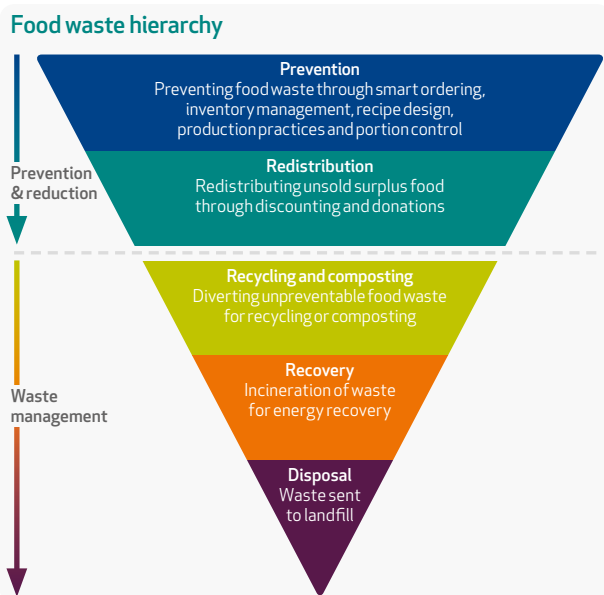 Food waste hierarchy
Prevention
Preventing food waste through smart ordering,
inventory management, recipe design,
production practices and portion control
Prevention
& reduction
Redistribution
Redistributing unsold surplus food
through discounting and donations
Recycling and composting
Diverting unpreventable food waste
for recycling or composting
Recovery
Incineration of waste
for energy recovery
Waste
management
Disposal
Waste sent
to landfill